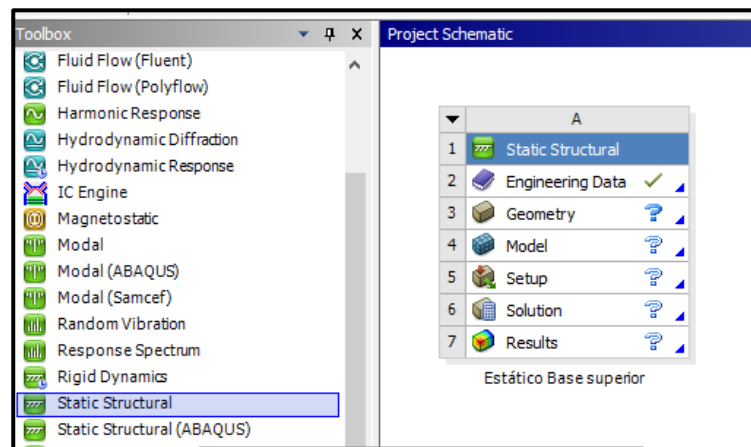 Toolbox
Fluid Flow (Fluent)
Fluid Flow (Polyflow)
Harmonic Response
Hydrodynamic Diffraction
Hydrodynamic Response
IC Engine
Magnetostatic
Modal
Modal (ABAQUS)
Modal (Samcef)
Random Vibration
Response Spectrum
Rigid Dynamics
Static Structural
Static Structural (ABAQUS)
Project Schematic
A
1 Static Structural
2 Engineering Data
3 Geometry
4 Model
5 Setup
6 Solution
7 Results
Estático Base superior